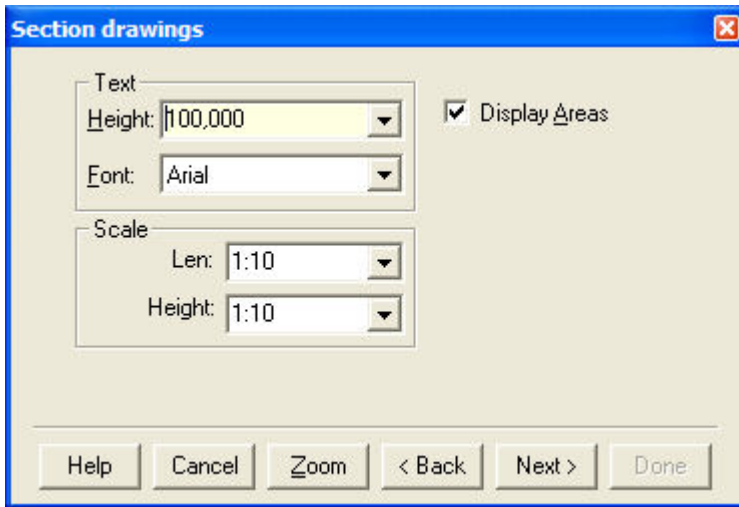 Section drawings
Text
Height: 100,000
Display Areas
Font: Arial
Scale
Len: 1:10
Height: 1:10
Help Cancel Zoom < Back Next > Done